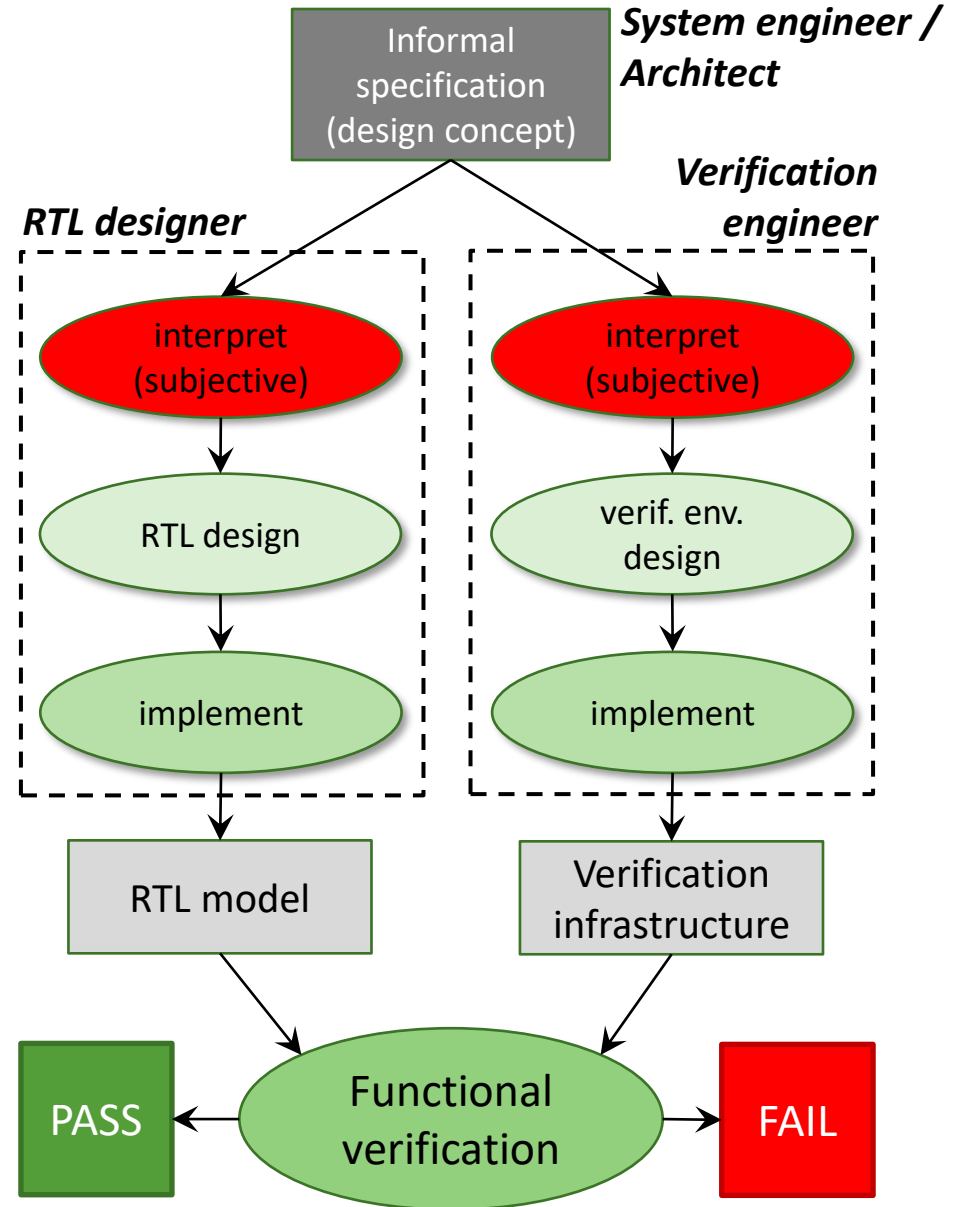 Informal
specification
(design concept)
System engineer /
Architect
RTL designer
Verification
engineer
interpret
(subjective)
interpret
(subjective)
RTL design
verif. env.
design
implement
implement
RTL model
Verification
infrastructure
PASS
Functional
verification
FAIL